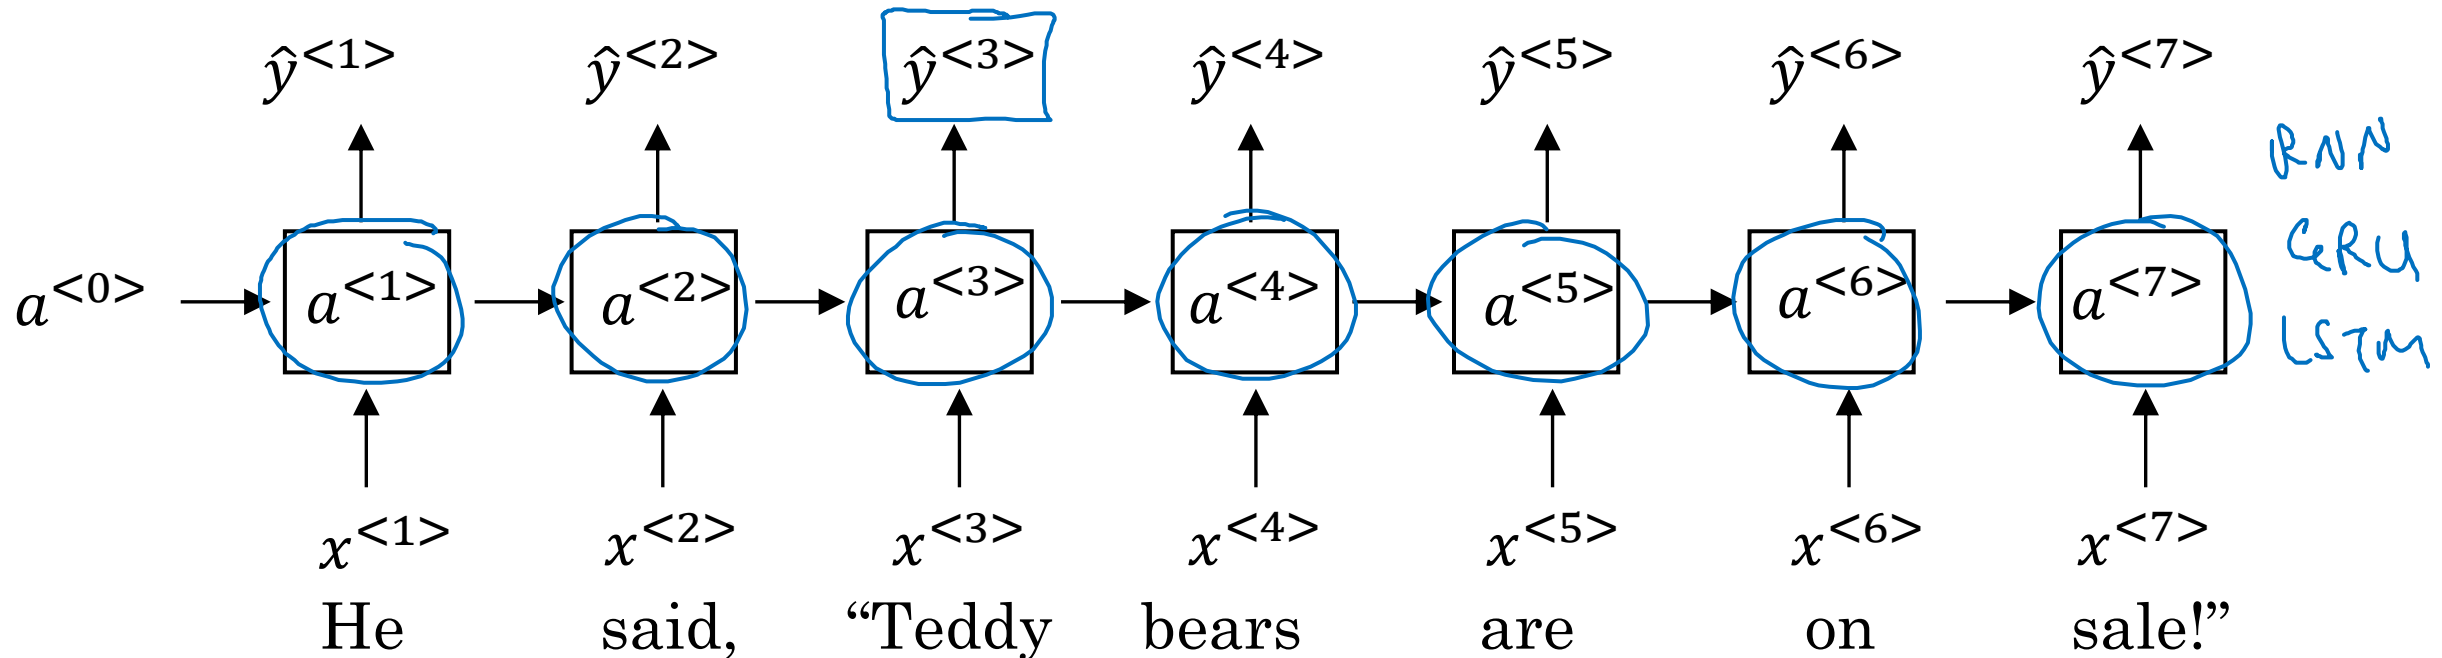 ŷ<1> ŷ<2> ŷ<3> ŷ<4> ŷ<5> ŷ<6> ŷ<7>
RNN
GRU
LSTM
a<0> a<1> a<2> a<3> a<4> a<5> a<6> a<7>
x<1> x<2> x<3> x<4> x<5> x<6> x<7>
He said, “Teddy bears are on sale!”